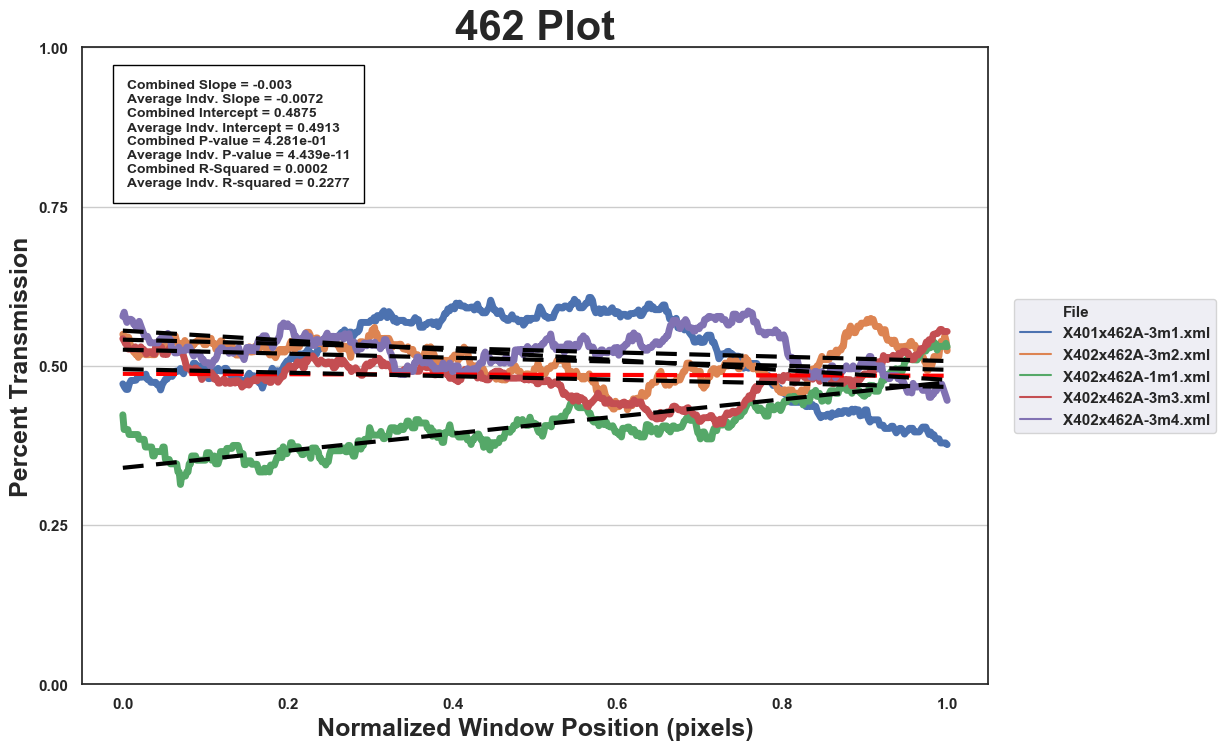 462 Plot
1.00
Combined Slope = -0.003
Average Indv. Slope = -0.0072
Combined Intercept = 0.4875
Average Indv. Intercept = 0.4913
Combined P-value = 4.281e-01
Average Indv. P-value = 4.439e-11
Combined R-Squared = 0.0002
Average Indv. R-squared = 0.2277
0.75
Percent Transmission
0.50
0.25
0.00
0.0 0.2 0.4 0.6 0.8 1.0
Normalized Window Position (pixels)
File
X401x462A-3m1.xml
X402x462A-3m2.xml
X402x462A-1m1.xml
X402x462A-3m3.xml
X402x462A-3m4.xml